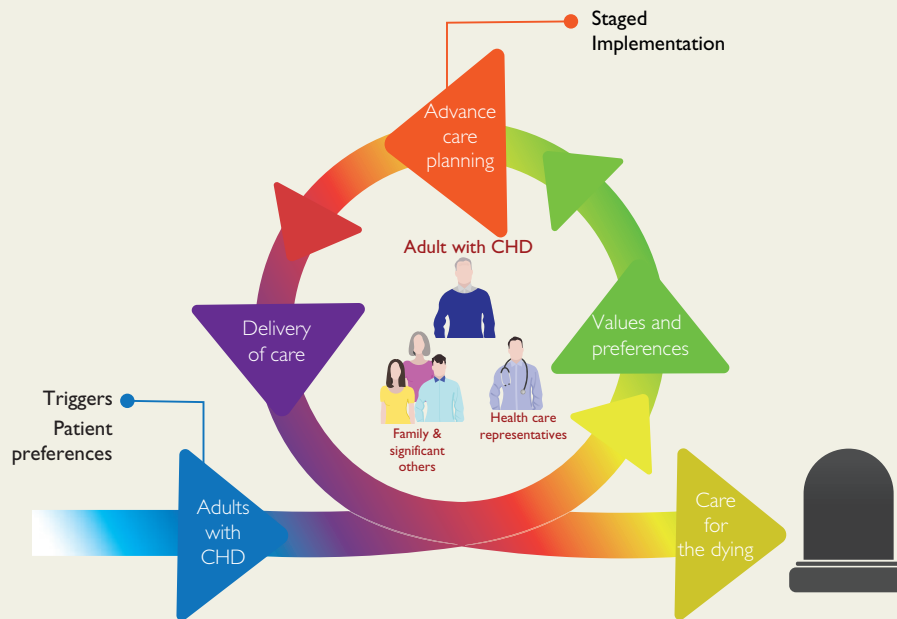 Staged
Implementation
Advance
care
planning
Adult with CHD
Delivery
of care
Values and
preferences
Triggers
Patient
preferences
Family &
significant
others
Health care
representatives
Adults
with
CHD
Care
for
the dying